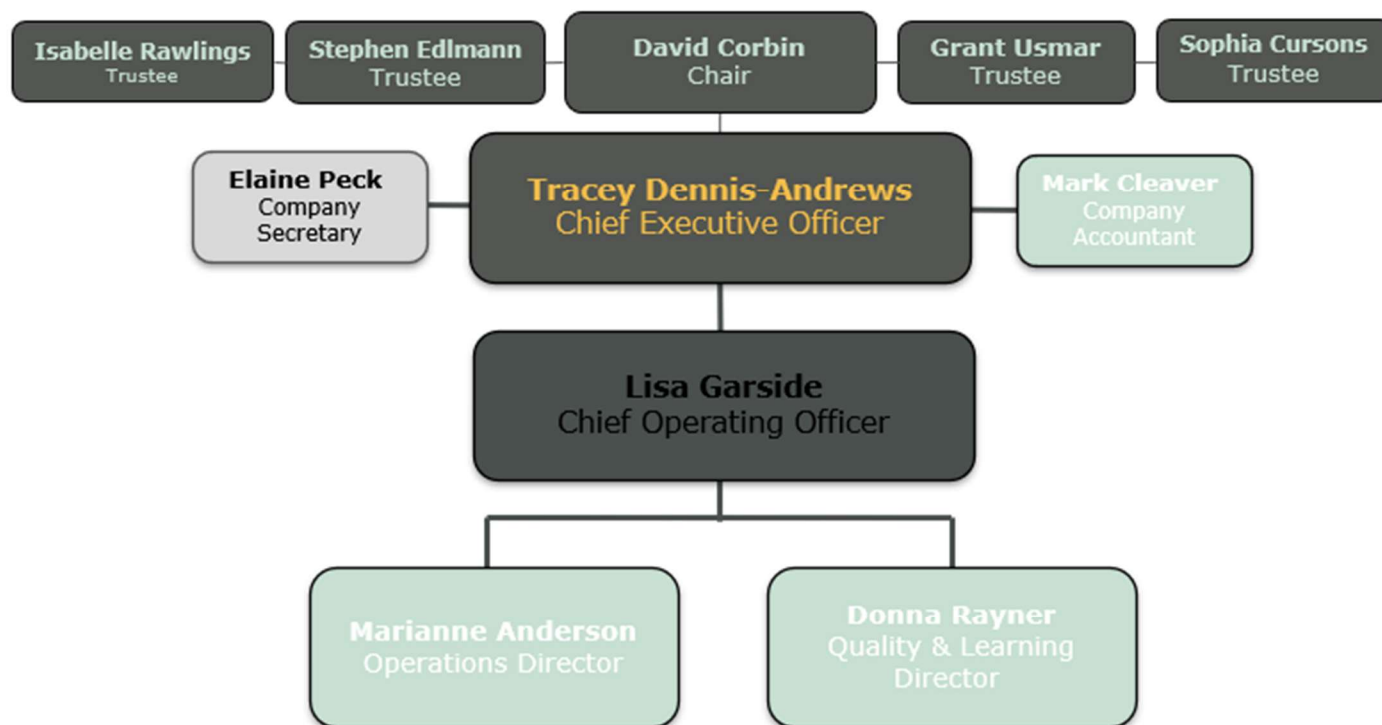 Isabelle Rawlings
Trustee
Stephen Edlmann
Trustee
David Corbin
Chair
Grant Usmar
Trustee
Sophia Cursons
Trustee
Elaine Peck
Company
Secretary
Tracey Dennis-Andrews
Chief Executive Officer
Mark Cleaver
Company
Accountant
Lisa Garside
Chief Operating Officer
Marianne Anderson
Operations Director
Donna Rayner
Quality & Learning
Director